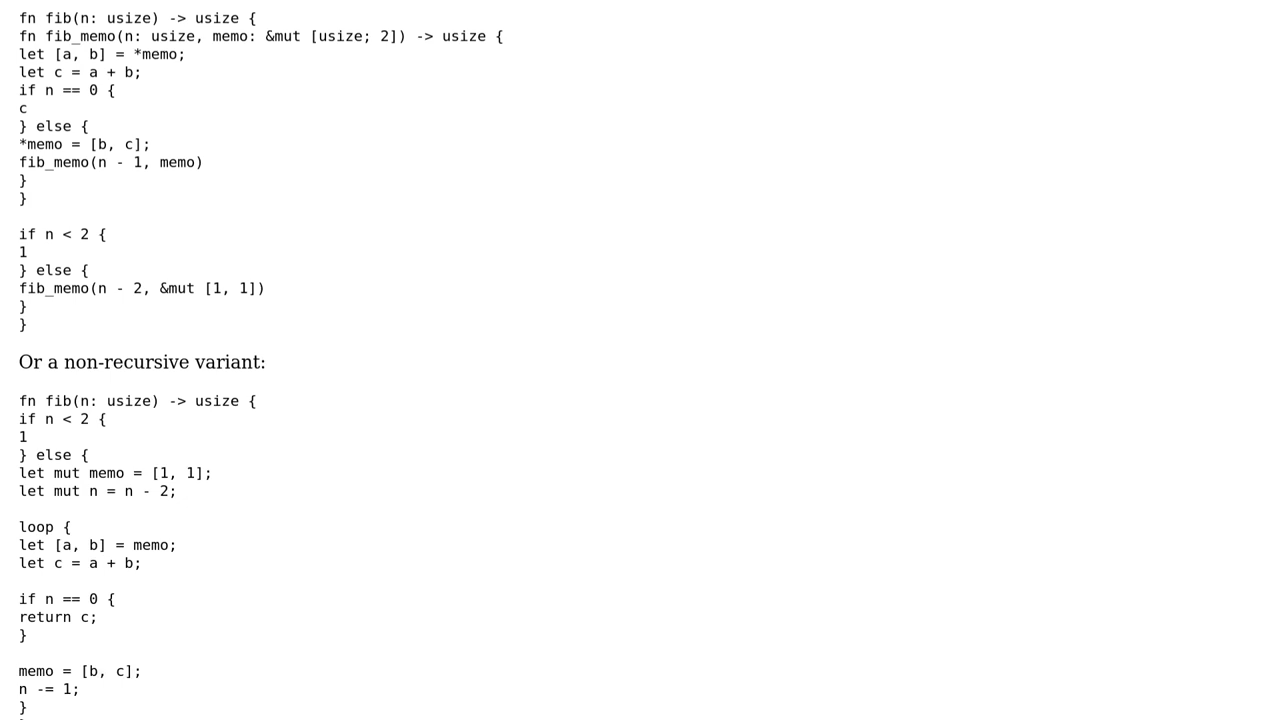 fn fib(n: usize) -> usize {
fn fib_memo(n: usize, memo: &mut [usize; 2]) -> usize {
let [a, b] = *memo;
let c = a + b;
if n == 0 {
c
} else {
*memo = [b, c];
fib_memo(n - 1, memo)
}
}

if n < 2 {
1
} else {
fib_memo(n - 2, &mut [1, 1])
}
}

Or a non-recursive variant:

fn fib(n: usize) -> usize {
if n < 2 {
1
} else {
let mut memo = [1, 1];
let mut n = n - 2;

loop {
let [a, b] = memo;
let c = a + b;

if n == 0 {
return c;
}

memo = [b, c];
n -= 1;
}